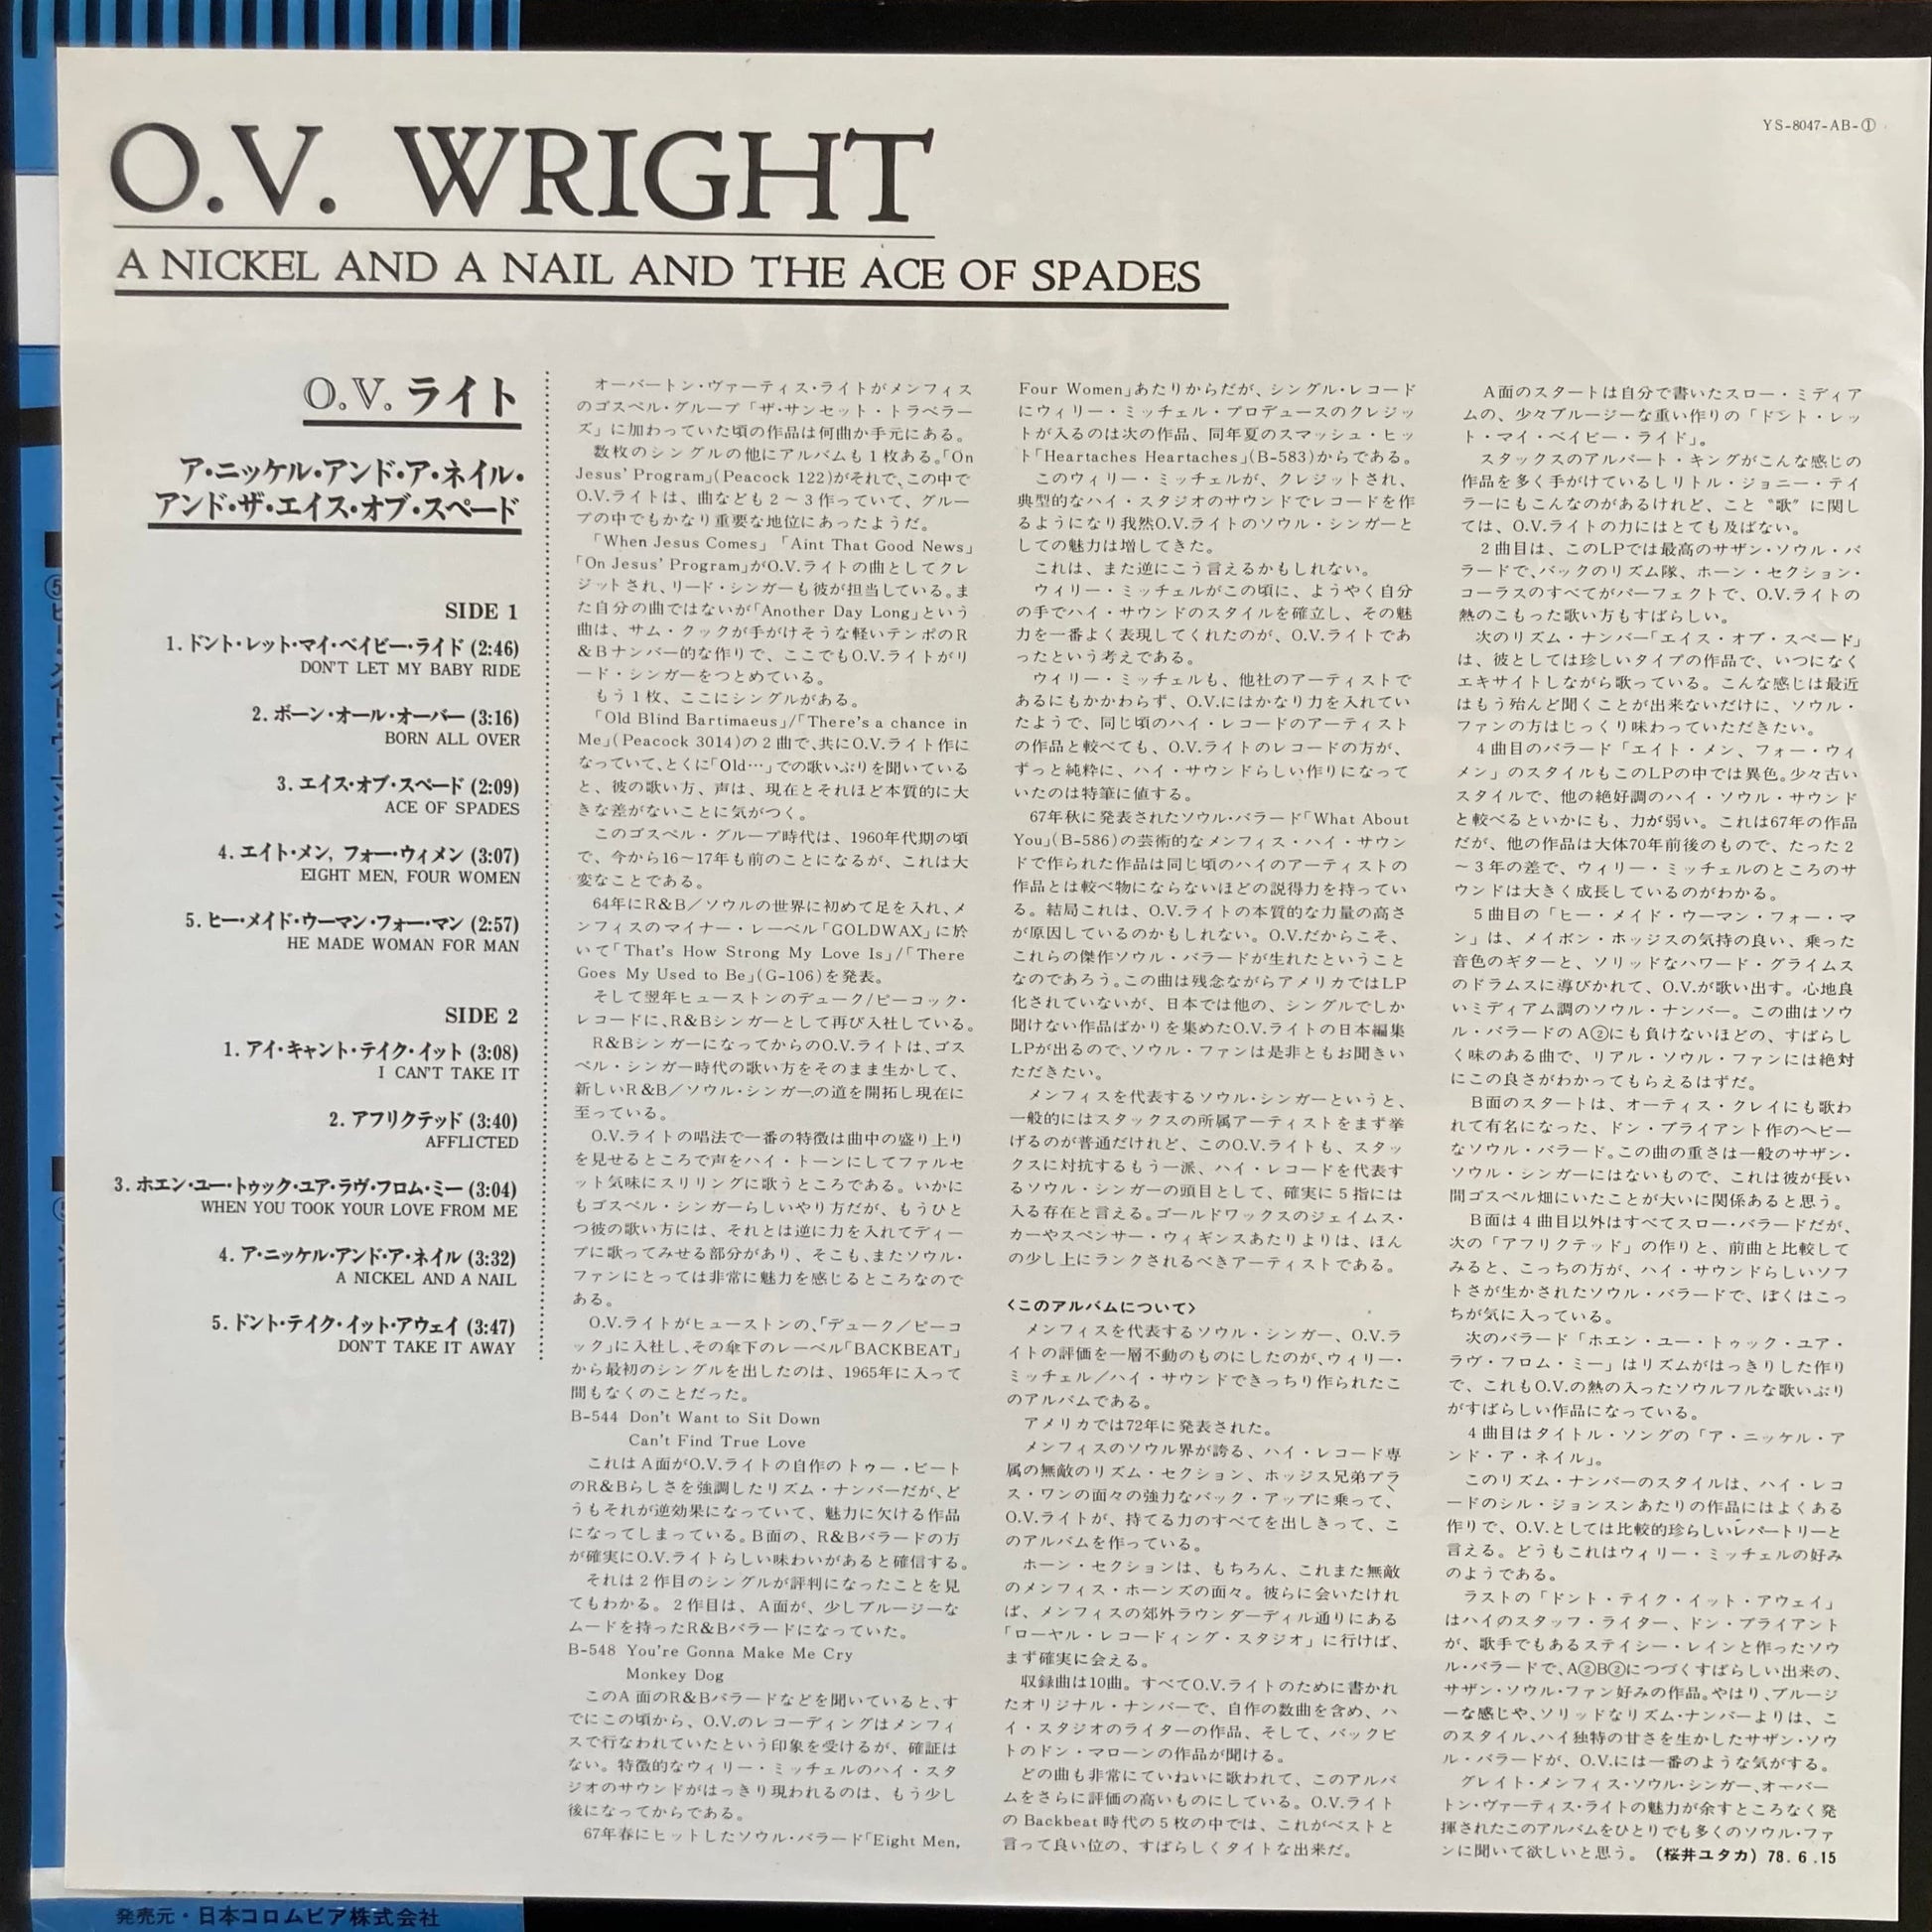 YS-8047-AB-①
O.V. WRIGHT
A NICKEL AND A NAIL AND THE ACE OF SPADES
O.V. ライト
ア・ニッケル・アンド・ア・ネイル・
アンド・ザ・エイス・オブ・スペード
SIDE 1
1. ドント・レット・マイ・ベイビー・ライド (2:46)
DON'T LET MY BABY RIDE
2. ボーン・オール・オーバー (3:16)
BORN ALL OVER
3. エイス・オブ・スペード (2:09)
ACE OF SPADES
4. エイト・メン, フォー・ウィメン (3:07)
EIGHT MEN, FOUR WOMEN
5. ヒー・メイド・ウーマン・フォー・マン (2:57)
HE MADE WOMAN FOR MAN
SIDE 2
1. アイ・キャント・テイク・イット (3:08)
I CAN'T TAKE IT
2. アフリクテッド (3:40)
AFFLICTED
3. ホエン・ユー・トゥック・ユア・ラヴ・フロム・ミー (3:04)
WHEN YOU TOOK YOUR LOVE FROM ME
4. ア・ニッケル・アンド・ア・ネイル (3:32)
A NICKEL AND A NAIL
5. ドント・テイク・イット・アウェイ (3:47)
DON'T TAKE IT AWAY
オーバートン・ヴァーティス・ライトがメンフィス
のゴスペル・グループ「ザ・サンセット・トラベラー
ズ」に加わっていた頃の作品は何曲か手元にある。
数枚のシングルの他にアルバムも1枚ある。「On
Jesus' Program」(Peacock 122)がそれで、この中で
O.V.ライトは、曲なども2〜3作っていて、グルー
プの中でもかなり重要な地位にあったようだ。
「When Jesus Comes」「Aint That Good News」
「On Jesus' Program」がO.V.ライトの曲としてクレ
ジットされ、リード・シンガーも彼が担当している。ま
た自分の曲ではないが「Another Day Long」という
曲は、サム・クックが手がけそうな軽いテンポのR
&Bナンバー的な作りで、ここでもO.V.ライトがリ
ード・シンガーをつとめている。
もう1枚、ここにシングルがある。
「Old Blind Bartimaeus」/「There's a chance in
Me」(Peacock 3014)の2曲で、共にO.V.ライト作に
なっていて、とくに「Old…」での歌いぶりを聞いている
と、彼の歌い方、声は、現在とそれほど本質的に大
きな差がないことに気がつく。
このゴスペル・グループ時代は、1960年代期の頃
で、今から16〜17年も前のことになるが、これは大
変なことである。
64年にR&B/ソウルの世界に初めて足を入れ、メ
ンフィスのマイナー・レーベル「GOLDWAX」に於
いて「That's How Strong My Love Is」/「There
Goes My Used to Be」(G-106)を発表。
そして翌年ヒューストンのデューク/ピーコック・
レコードに、R&Bシンガーとして再び入社している。
R&BシンガーになってからのO.V.ライトは、ゴス
ペル・シンガー時代の歌い方をそのまま生かして、
新しいR&B/ソウル・シンガーの道を開拓し現在に
至っている。
O.V.ライトの唱法で一番の特徴は曲中の盛り上り
を見せるところで声をハイ・トーンにしてファルセ
ット気味にスリリングに歌うところである。いかに
もゴスペル・シンガーらしいやり方だが、もうひと
つ彼の歌い方には、それとは逆に力を入れてディー
プに歌ってみせる部分があり、そこも、またソウル・
ファンにとっては非常に魅力を感じるところなので
ある。
O.V.ライトがヒューストンの、「デューク/ピーコ
ック」に入社し、その傘下のレーベル「BACKBEAT」
から最初のシングルを出したのは、1965年に入って
間もなくのことだった。
B-544 Don't Want to Sit Down
Can't Find True Love
これはA面がO.V.ライトの自作のトゥー・ビート
のR&Bらしさを強調したリズム・ナンバーだが、ど
うもそれが逆効果になっていて、魅力に欠ける作品
になってしまっている。B面の、R&Bバラードの方
が確実にO.V.ライトらしい味わいがあると確信する。
それは2作目のシングルが評判になったことを見
てもわかる。2作目は、A面が、少しブルージーな
ムードを持ったR&Bバラードになっていた。
B-548 You're Gonna Make Me Cry
Monkey Dog
このA面のR&Bバラードなどを聞いていると、す
でにこの頃から、O.V.のレコーディングはメンフィ
スで行なわれていたという印象を受けるが、確証は
ない。特徴的なウィリー・ミッチェルのハイ・スタ
ジオのサウンドがはっきり現われるのは、もう少し
後になってからである。
67年春にヒットしたソウル・バラード「Eight Men,
Four Women」あたりからだが、シングル・レコード
にウィリー・ミッチェル・プロデュースのクレジッ
トが入るのは次の作品、同年夏のスマッシュ・ヒッ
ト「Heartaches Heartaches」(B-583)からである。
このウィリー・ミッチェルが、クレジットされ、
典型的なハイ・スタジオのサウンドでレコードを作
るようになり我然O.V.ライトのソウル・シンガーと
しての魅力は増してきた。
これは、また逆にこう言えるかもしれない。
ウィリー・ミッチェルがこの頃に、ようやく自分
の手でハイ・サウンドのスタイルを確立し、その魅
力を一番よく表現してくれたのが、O.V.ライトであ
ったという考えである。
ウイリー・ミッチェルも、他社のアーティストで
あるにもかかわらず、O.V.にはかなり力を入れてい
たようで、同じ頃のハイ・レコードのアーティスト
の作品と較べても、O.V.ライトのレコードの方が、
ずっと純粋に、ハイ・サウンドらしい作りになって
いたのは特筆に値する。
67年秋に発表されたソウル・バラード「What About
You」(B-586)の芸術的なメンフィス・ハイ・サウン
ドで作られた作品は同じ頃のハイのアーティストの
作品とは較べ物にならないほどの説得力を持ってい
る。結局これは、O.V.ライトの本質的な力量の高さ
が原因しているのかもしれない。O.V.だからこそ、
これらの傑作ソウル・バラードが生れたということ
なのであろう。この曲は残念ながらアメリカではLP
化されていないが、日本では他の、シングルでしか
聞けない作品ばかりを集めたO.V.ライトの日本編集
LPが出るので、ソウル・ファンは是非ともお聞きい
ただきたい。
メンフィスを代表するソウル・シンガーというと、
一般的にはスタックスの所属アーティストをまず挙
げるのが普通だけれど、このO.V.ライトも、スタッ
クスに対抗するもう一派、ハイ・レコードを代表す
るソウル・シンガーの頭目として、確実に5指には
入る存在と言える。ゴールドワックスのジェイムス・
カーやスペンサー・ウィギンスあたりよりは、ほん
の少し上にランクされるべきアーティストである。
〈このアルバムについて〉
メンフィスを代表するソウル・シンガー、O.V.ラ
イトの評価を一層不動のものにしたのが、ウィリー・
ミッチェル/ハイ・サウンドできっちり作られたこ
のアルバムである。
アメリカでは72年に発表された。
メンフィスのソウル界が誇る、ハイ・レコード専
属の無敵のリズム・セクション、ホッジス兄弟プラ
ス・ワンの面々の強力なバック・アップに乗って、
O.V.ライトが、持てる力のすべてを出しきって、こ
のアルバムを作っている。
ホーン・セクションは、もちろん、これまた無敵
のメンフィス・ホーンズの面々。彼らに会いたけれ
ば、メンフィスの郊外ラウンダーディル通りにある
「ローヤル・レコードィング・スタジオ」に行けば、
まず確実に会える。
収録曲は10曲。すべてO.V.ライトのために書かれ
たオリジナル・ナンバーで、自作の数曲を含め、ハ
イ・スタジオのライターの作品、そして、バックビ
トのドン・マローンの作品が聞ける。
どの曲も非常にていねいに歌われて、このアルバ
ムをさらに評価の高いものにしている。O.V.ライト
のBackbeat時代の5枚の中では、これがベストと
言って良い位の、すばらしくタイトな出来だ。
A面のスタートは自分で書いたスロー・ミディア
ムの、少々ブルージーな重い作りの「ドント・レッ
ト・マイ・ベイビー・ライド」。
スタックスのアルバート・キングがこんな感じの
作品を多く手がけているしリトル・ジョニー・テイ
ラーにもこんなのがあるけれど、こと〝歌〟に関し
ては、O.V.ライトの力にはとても及ばない。
2曲目は、このLPでは最高のサザン・ソウル・バ
ラードで、バックのリズム隊、ホーン・セクション・
コーラスのすべてがパーフェクトで、O.V.ライトの
熱のこもった歌い方もすばらしい。
次のリズム・ナンバー「エイス・オブ・スペード」
は、彼としては珍しいタイプの作品で、いつになく
エキサイトしながら歌っている。こんな感じは最近
はもう殆んど聞くことが出来ないだけに、ソウル・
ファンの方はじっくり味わっていただきたい。
4曲目のバラード「エイト・メン、フォー・ウィ
メン」のスタイルもこのLPの中では異色。少々古い
スタイルで、他の絶好調のハイ・ソウル・サウンド
と較べるといかにも、力が弱い。これは67年の作品
だが、他の作品は大体70年前後のもので、たった2
〜3年の差で、ウィリー・ミッチェルのところのサ
ウンドは大きく成長しているのがわかる。
5曲目の「ヒー・メイド・ウーマン・フォー・マ
ン」は、メイボン・ホッジスの気持の良い、乗った
音色のギターと、ソリッドなハワード・グライムス
のドラムスに導びかれて、O.V.が歌い出す。心地良
いミディアム調のソウル・ナンバー。この曲はソウ
ル・バラードのA②にも負けないほどの、すばらし
く味のある曲で、リアル・ソウル・ファンには絶対
にこの良さがわかってもらえるはずだ。
B面のスタートは、オーティス・クレイにも歌わ
れて有名になった、ドン・ブライアント作のヘビー
なソウル・バラード。この曲の重さは一般のサザン・
ソウル・シンガーにはないもので、これは彼が長い
間ゴスペル畑にいたことが大いに関係あると思う。
B面は4曲目以外はすべてスロー・バラードだが、
次の「アフリクテッド」の作りと、前曲と比較して
みると、こっちの方が、ハイ・サウンドらしいソフ
トさが生かされたソウル・バラードで、ぼくはこっ
ちが気に入っている。
次のバラード「ホエン・ユー・トゥック・ユア・
ラヴ・フロム・ミー」はリズムがはっきりした作り
で、これもO.V.の熱の入ったソウルフルな歌いぶり
がすばらしい作品になっている。
4曲目はタイトル・ソングの「ア・ニッケル・ア
ンド・ア・ネイル」。
このリズム・ナンバーのスタイルは、ハイ・レコ
ードのシル・ジョンスンあたりの作品にはよくある
作りで、O.V.としては比較的珍らしいレパートリーと
言える。どうもこれはウィリー・ミッチェルの好み
のようである。
ラストの「ドント・テイク・イット・アウェイ」
はハイのスタッフ・ライター、ドン・ブライアント
が、歌手でもあるステイシー・レインと作ったソウ
ル・バラードで、A②B②につづくすばらしい出来の、
サザン・ソウル・ファン好みの作品。やはり、ブルージ
ーな感じや、ソリッドなリズム・ナンバーよりは、こ
のスタイル、ハイ独特の甘さを生かしたサザン・ソウ
ル・バラードが、O.V.には一番のような気がする。
グレイト・メンフィス・ソウル・シンガー、オーバー
トン・ヴァーティス・ライトの魅力が余すところなく発
揮されたこのアルバムをひとりでも多くのソウル・ファ
ンに聞いて欲しいと思う。(桜井ユタカ) 78.6.15
発売元・日本コロムビア株式会社